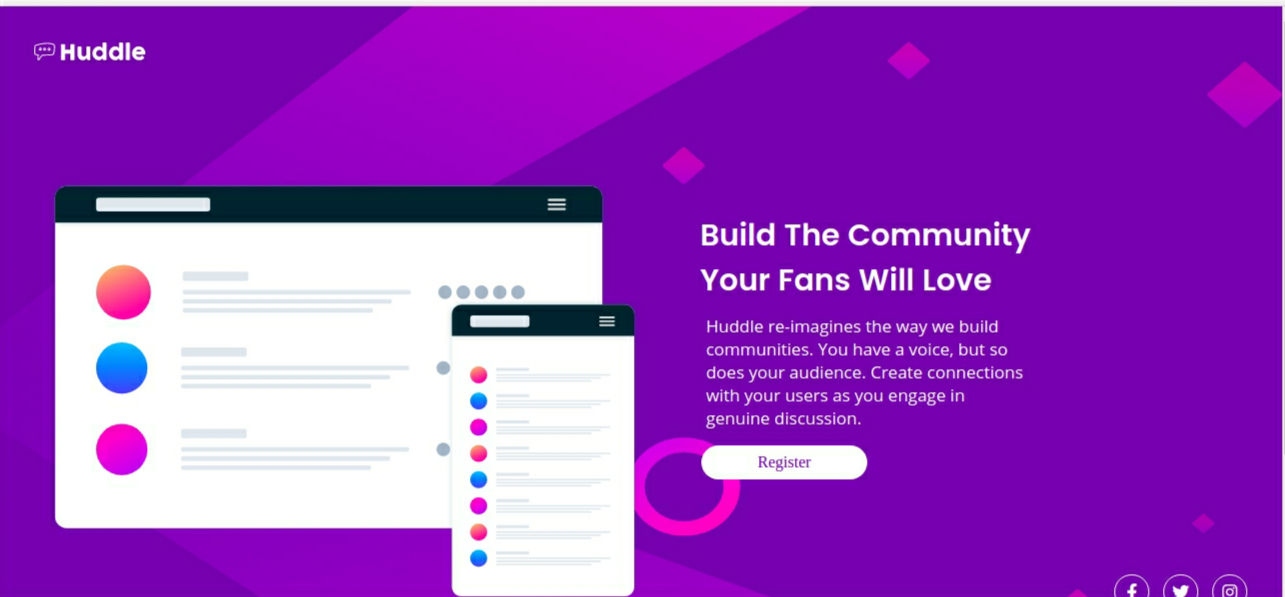 Huddle
Build The Community
Your Fans Will Love
Huddle re-imagines the way we build
communities. You have a voice, but so
does your audience. Create connections
with your users as you engage in
genuine discussion.
Register